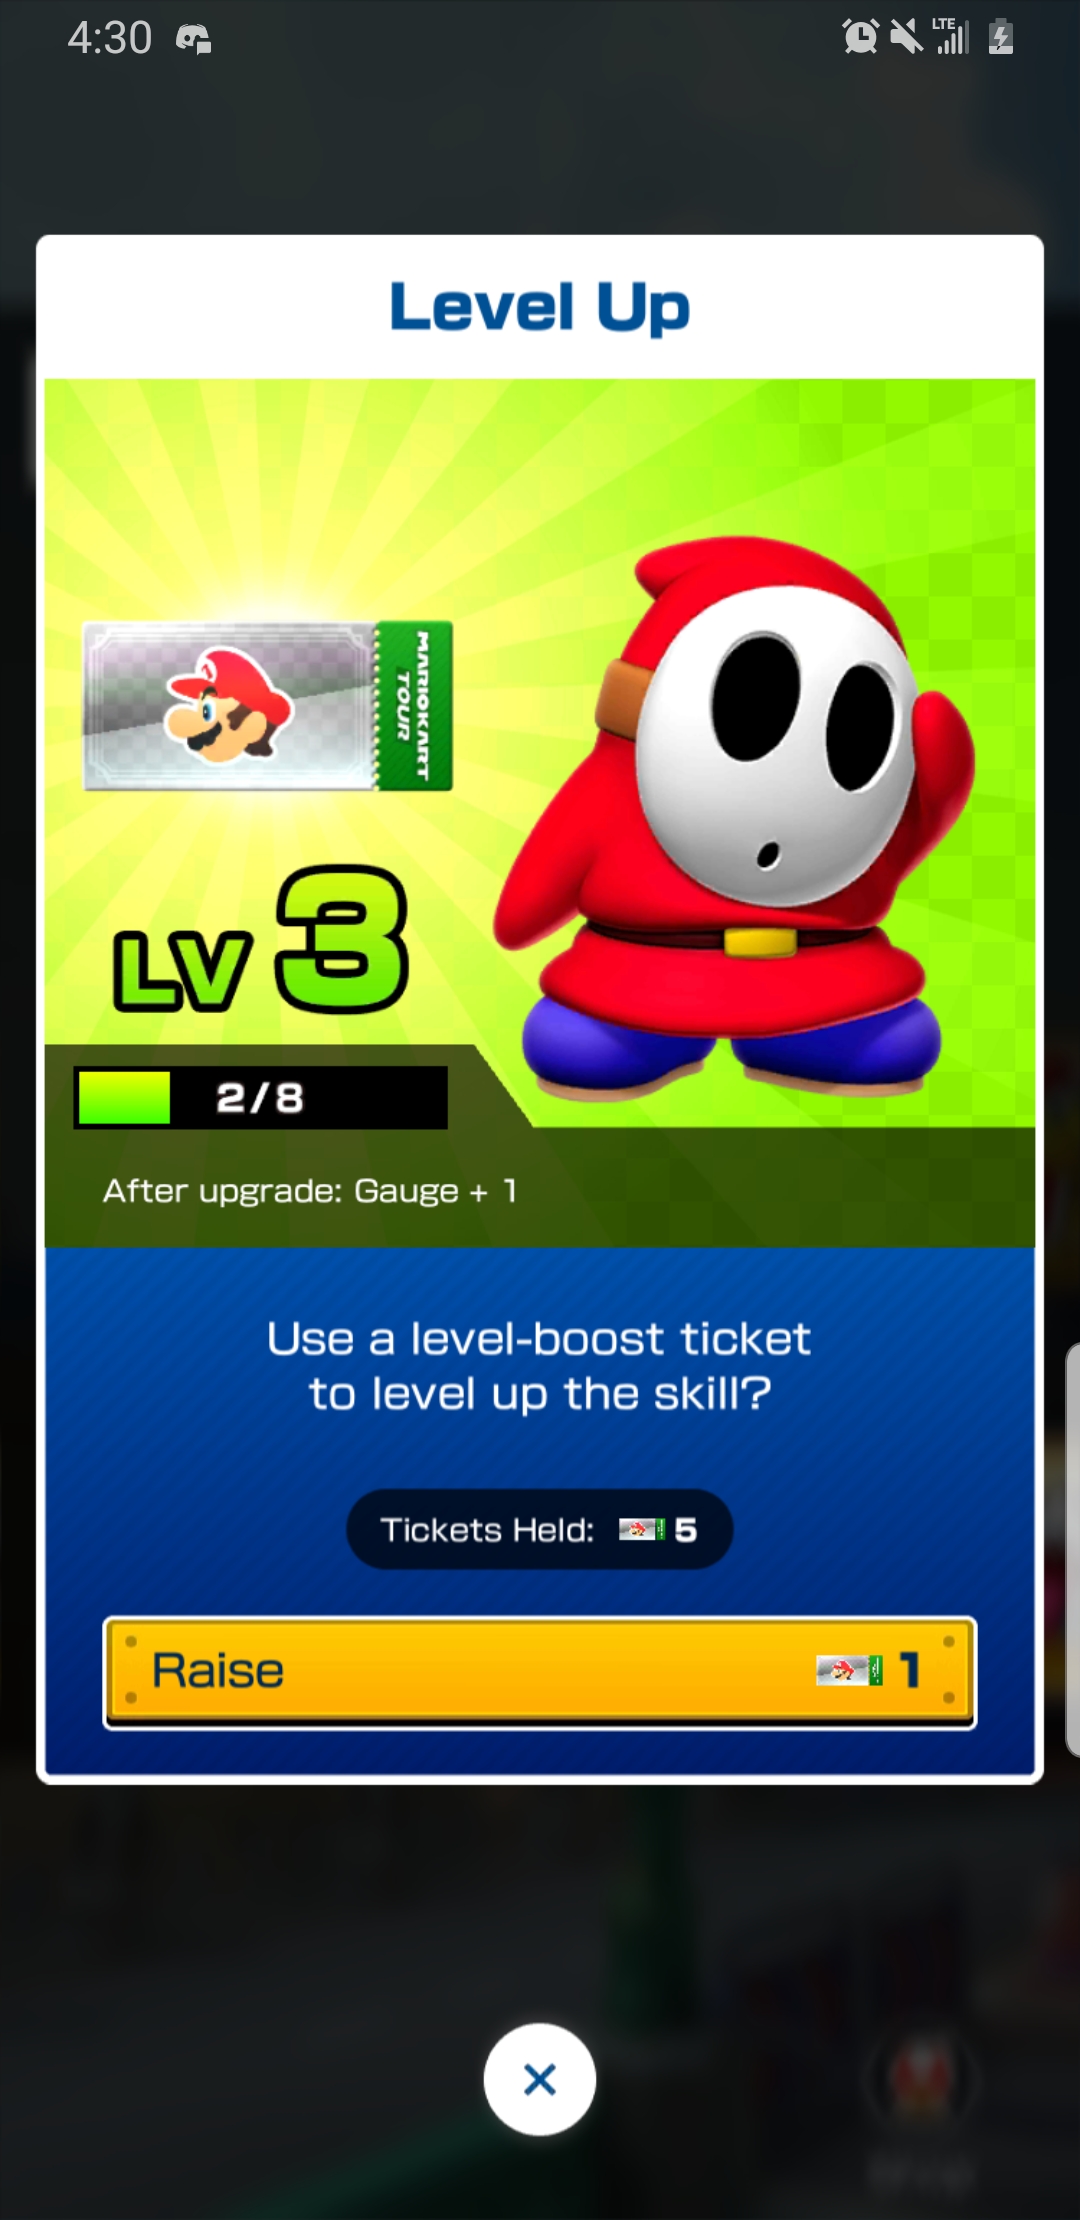 4:30
LTE
Level Up
MARIOKART
TOUR
LV 3
2/8
After upgrade: Gauge + 1
Use a level-boost ticket
to level up the skill?
Tickets Held: 5
Raise 1